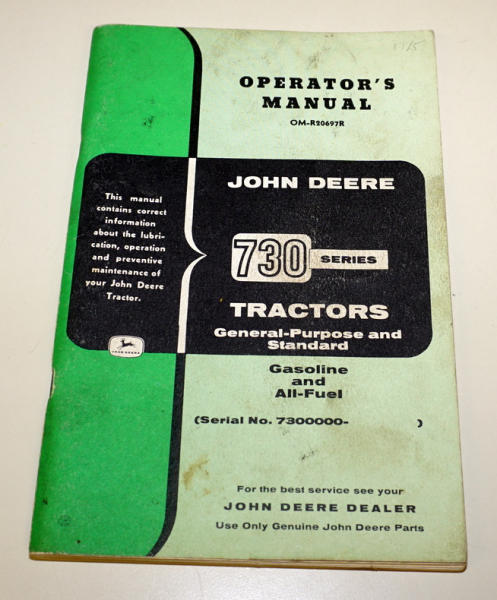 OPERATOR'S
MANUAL
OM-R20697R
This manual
contains correct
information
about the lubri-
cation, operation
and preventive
maintenance of
your John Deere
Tractor.
JOHN DEERE
JOHN DEERE
730 SERIES
TRACTORS
General-Purpose and
Standard
Gasoline
and
All-Fuel
(Serial No. 7300000- )
For the best service see your
JOHN DEERE DEALER
Use Only Genuine John Deere Parts